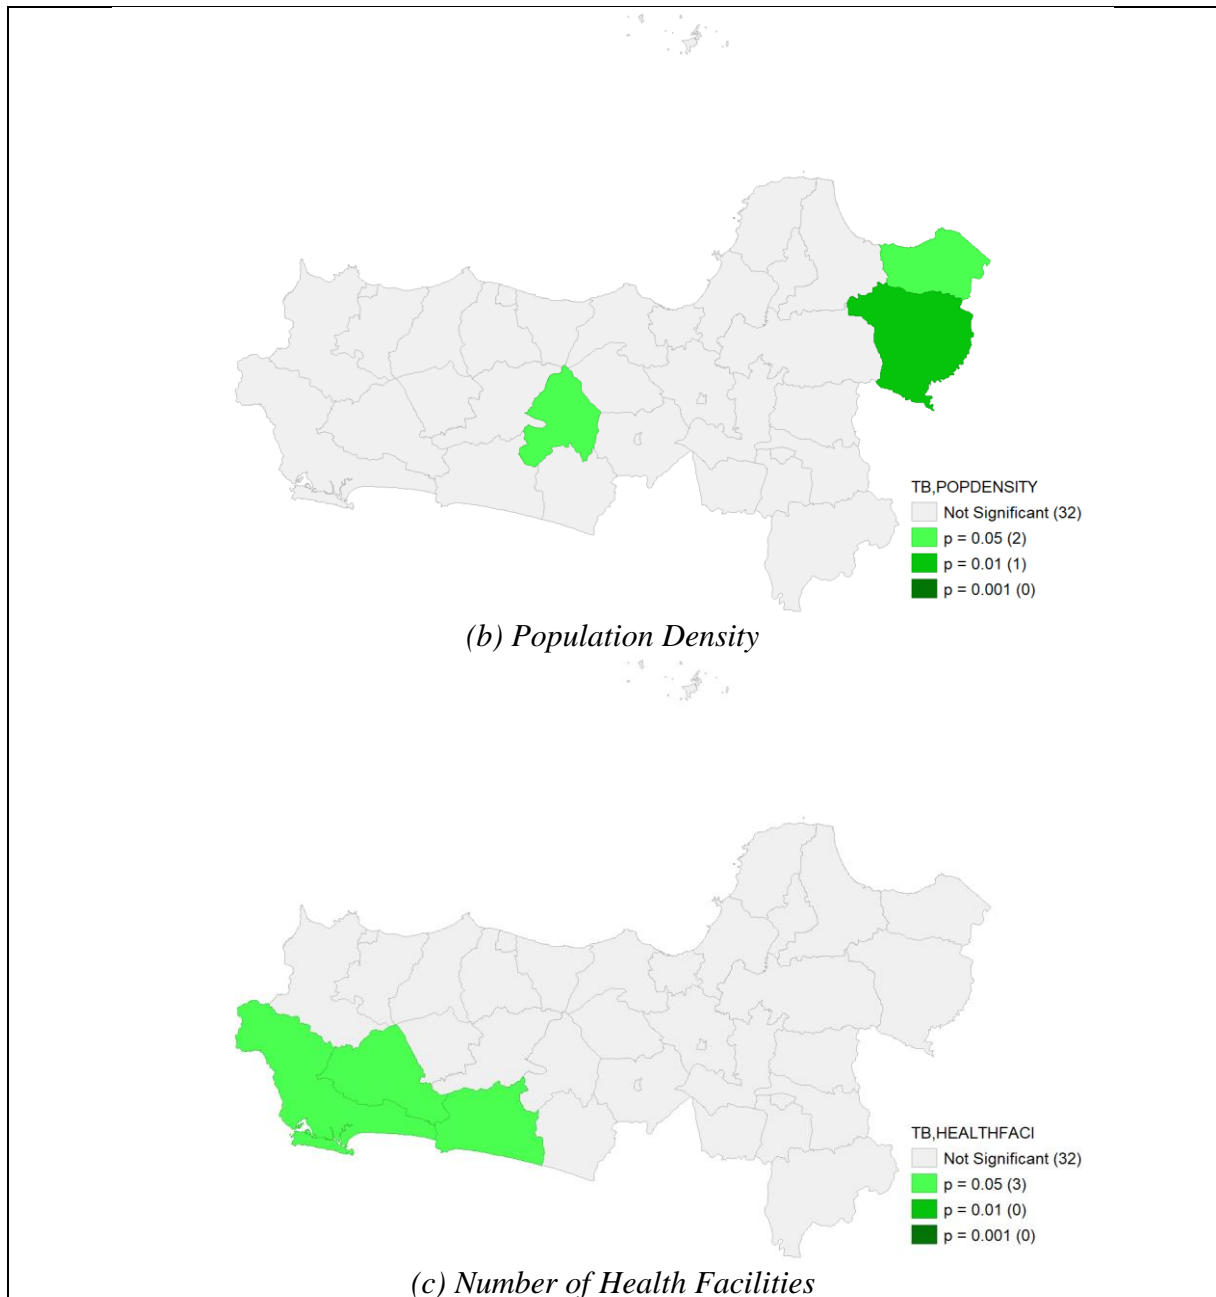 TB,POPDENSITY
Not Significant (32)
p = 0.05 (2)
p = 0.01 (1)
p = 0.001 (0)
(b) Population Density
TB,HEALTHFACI
Not Significant (32)
p = 0.05 (3)
p = 0.01 (0)
p = 0.001 (0)
(c) Number of Health Facilities